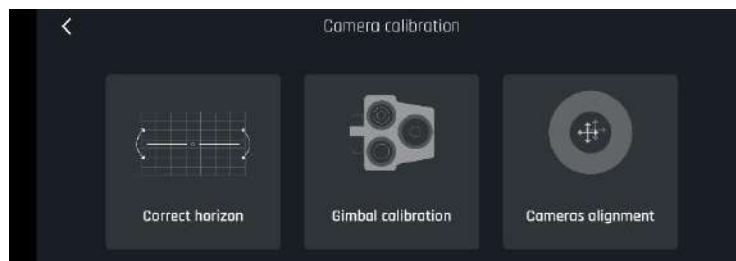 Camera calibration
Correct horizon
Gimbal calibration
Cameras alignment